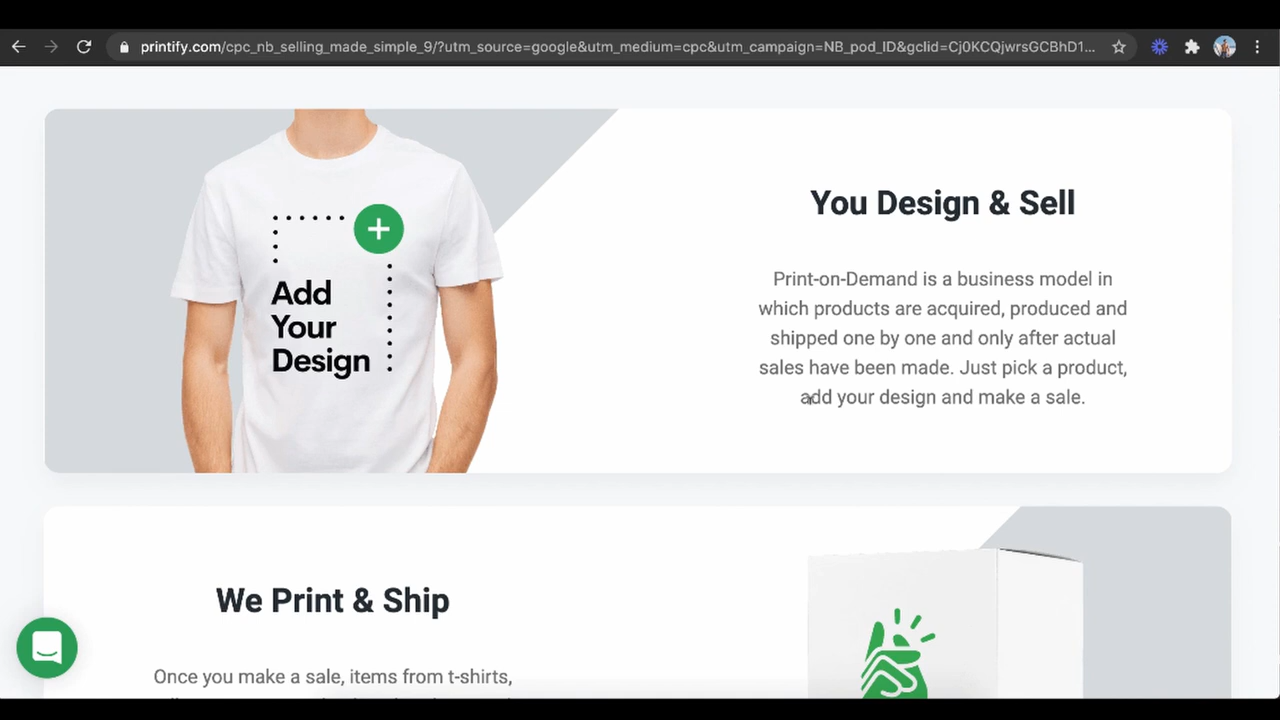 printify.com/cpc_nb_selling_made_simple_9/?utm_source=google&utm_medium=cpc&utm_campaign=NB_pod_ID&gclid=Cj0KCQjwrsGCBhD1...
Add
Your
Design
You Design & Sell
Print-on-Demand is a business model in
which products are acquired, produced and
shipped one by one and only after actual
sales have been made. Just pick a product,
add your design and make a sale.
We Print & Ship
Once you make a sale, items from t-shirts,